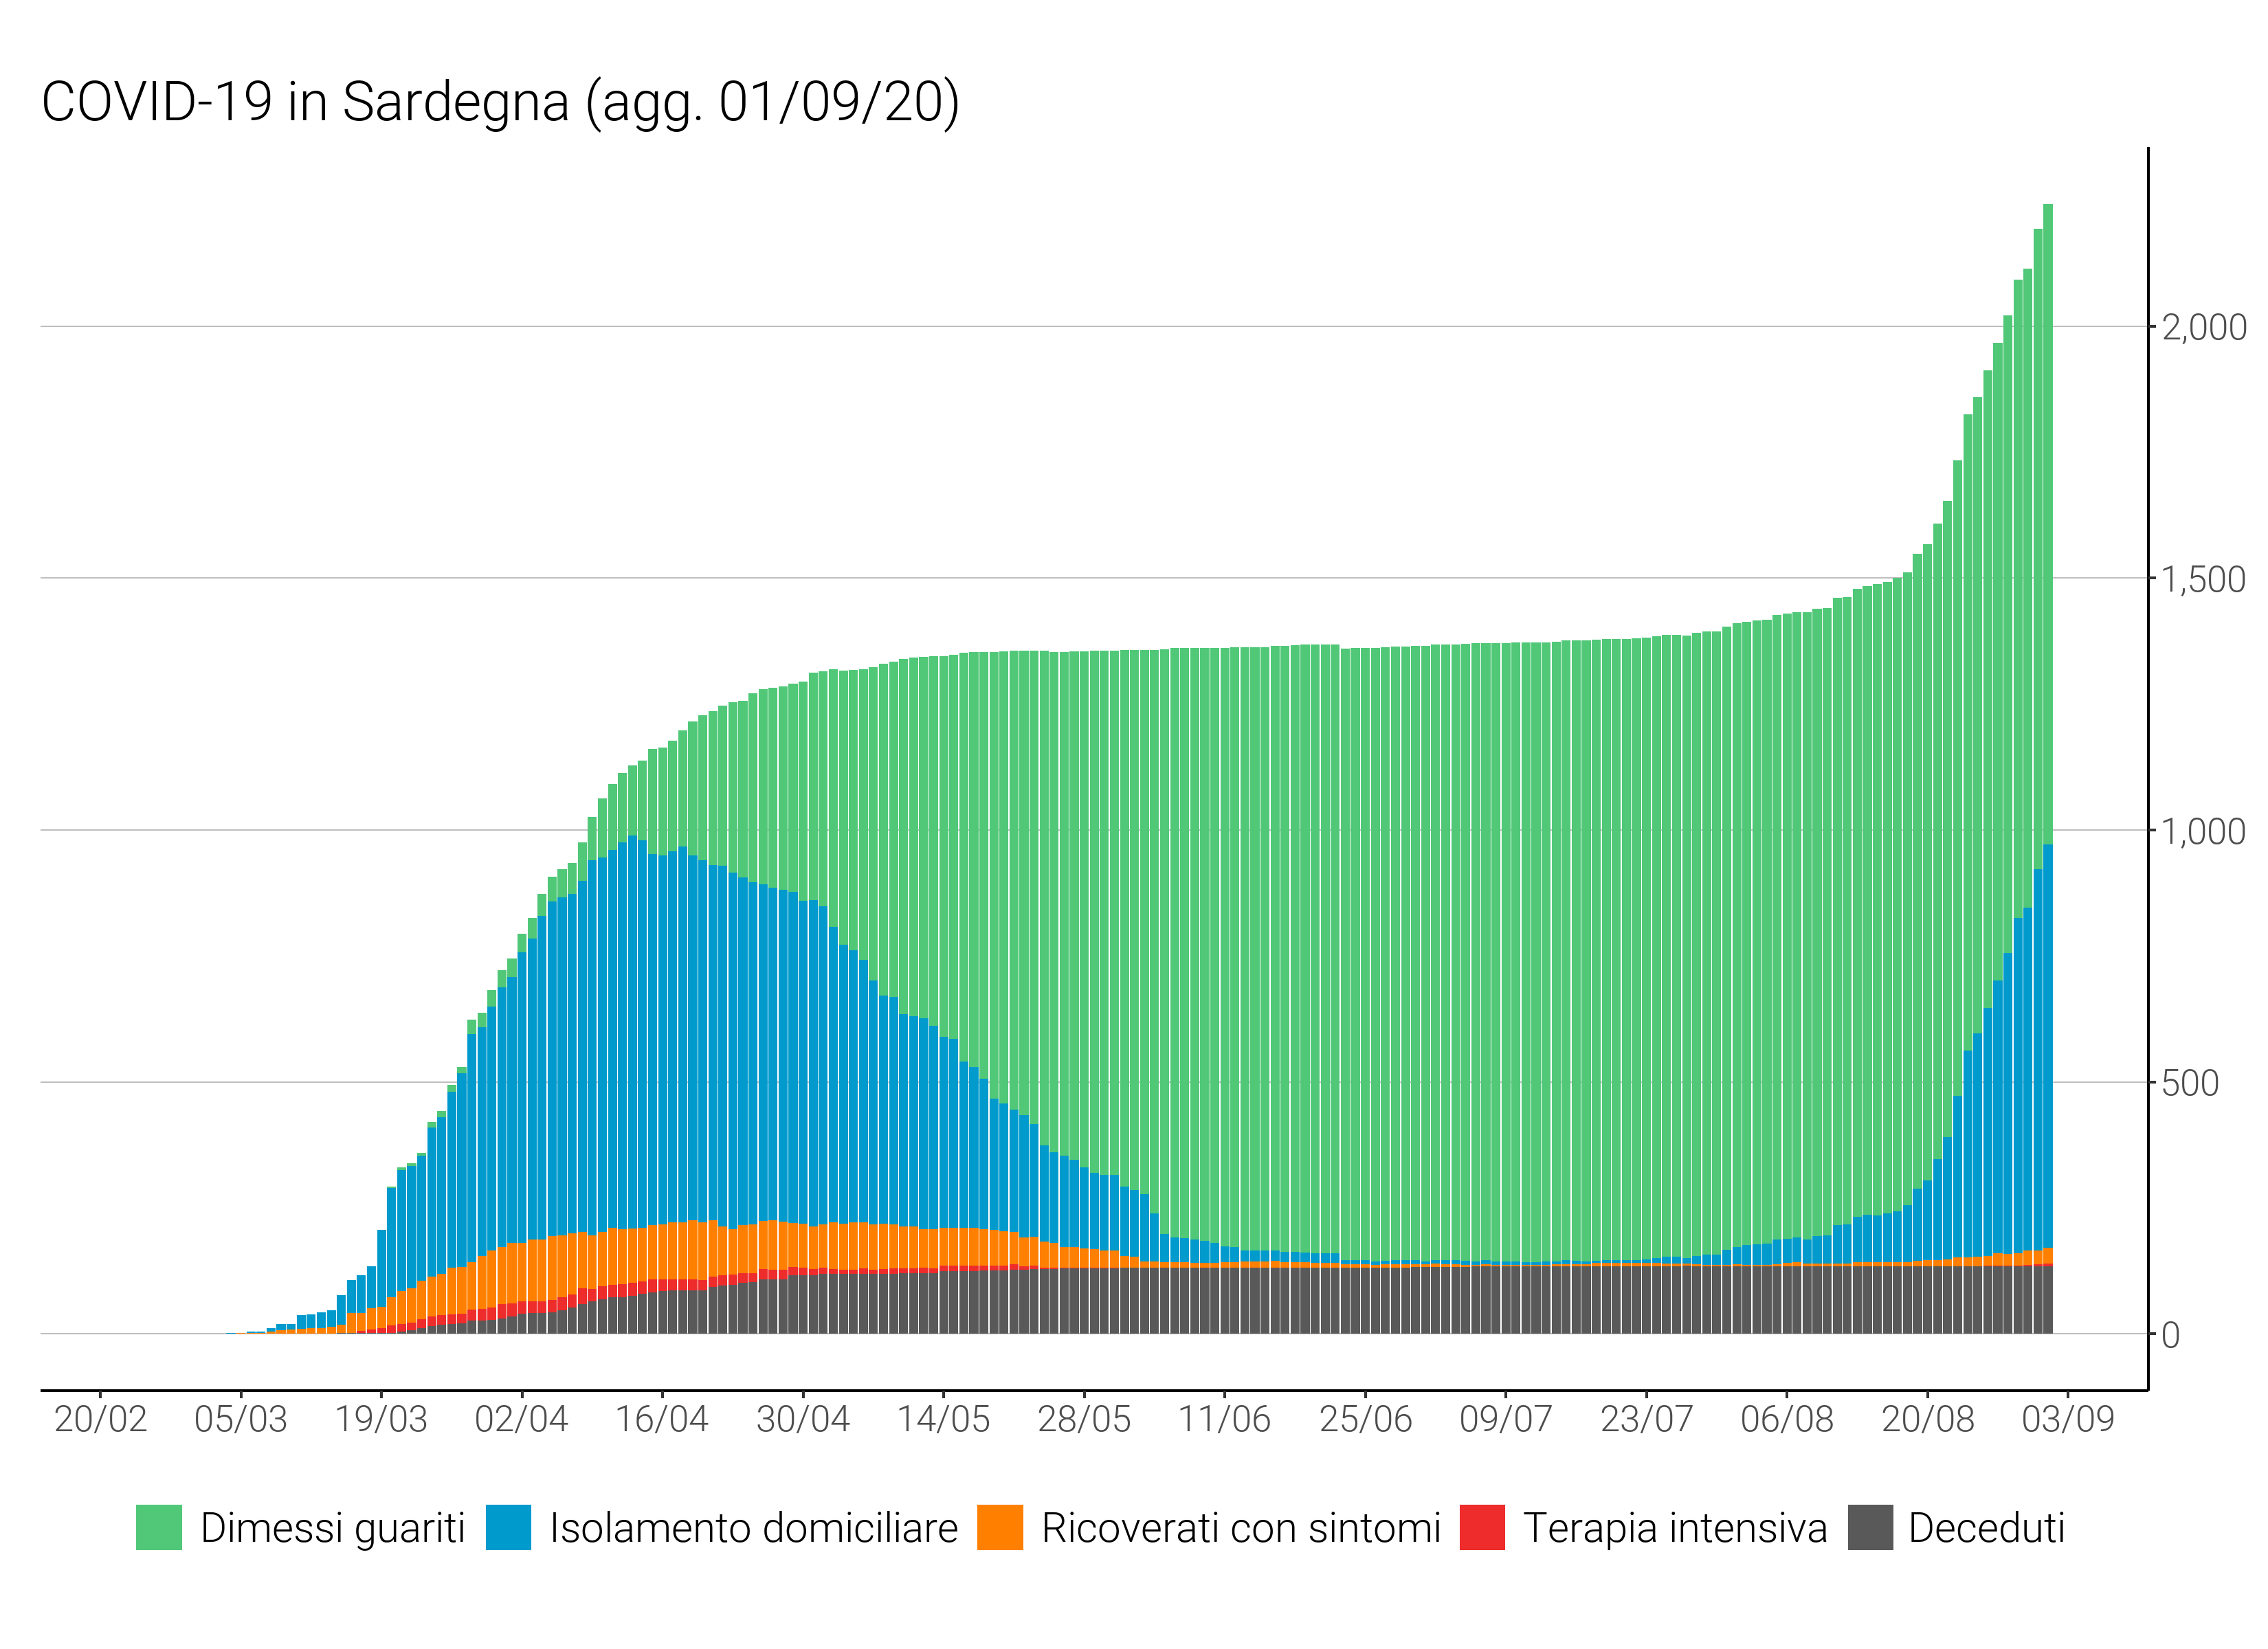 COVID-19 in Sardegna (agg. 01/09/20)
2,000
1,500
1,000
500
0
20/02 05/03 19/03 02/04 16/04 30/04 14/05 28/05 11/06 25/06 09/07 23/07 06/08 20/08 03/09
Dimessi guariti Isolamento domiciliare Ricoverati con sintomi Terapia intensiva Deceduti